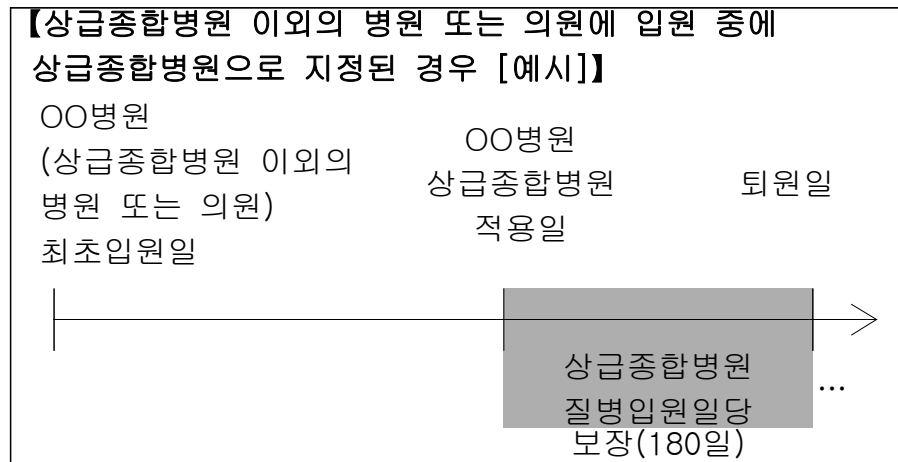 【상급종합병원 이외의 병원 또는 의원에 입원 중에
상급종합병원으로 지정된 경우 [예시]】
OO병원
(상급종합병원 이외의
병원 또는 의원)
최초입원일
OO병원
상급종합병원
적용일
퇴원일
상급종합병원
질병입원일당
보장(180일)
...